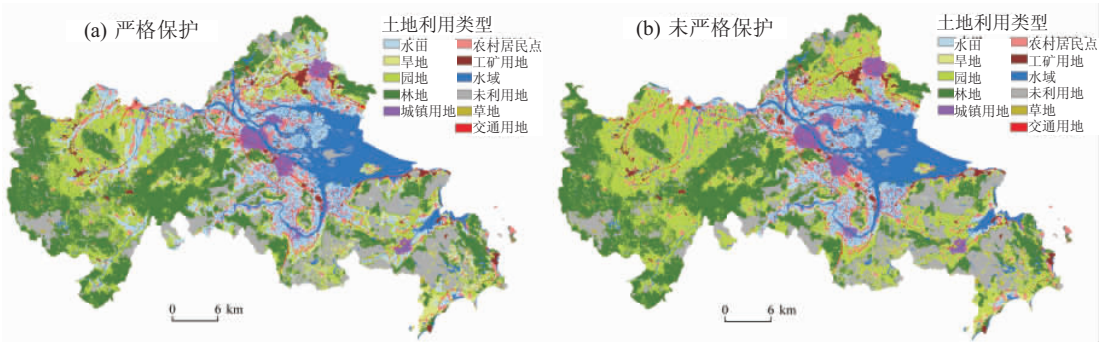 (a) 严格保护
土地利用类型
水亩
旱地
园地
林地
城镇用地
农村居民点
工矿用地
水域
未利用地
草地
交通用地
0 6 km
(b) 未严格保护
土地利用类型
水亩
旱地
园地
林地
城镇用地
农村居民点
工矿用地
水域
未利用地
草地
交通用地
0 6 km